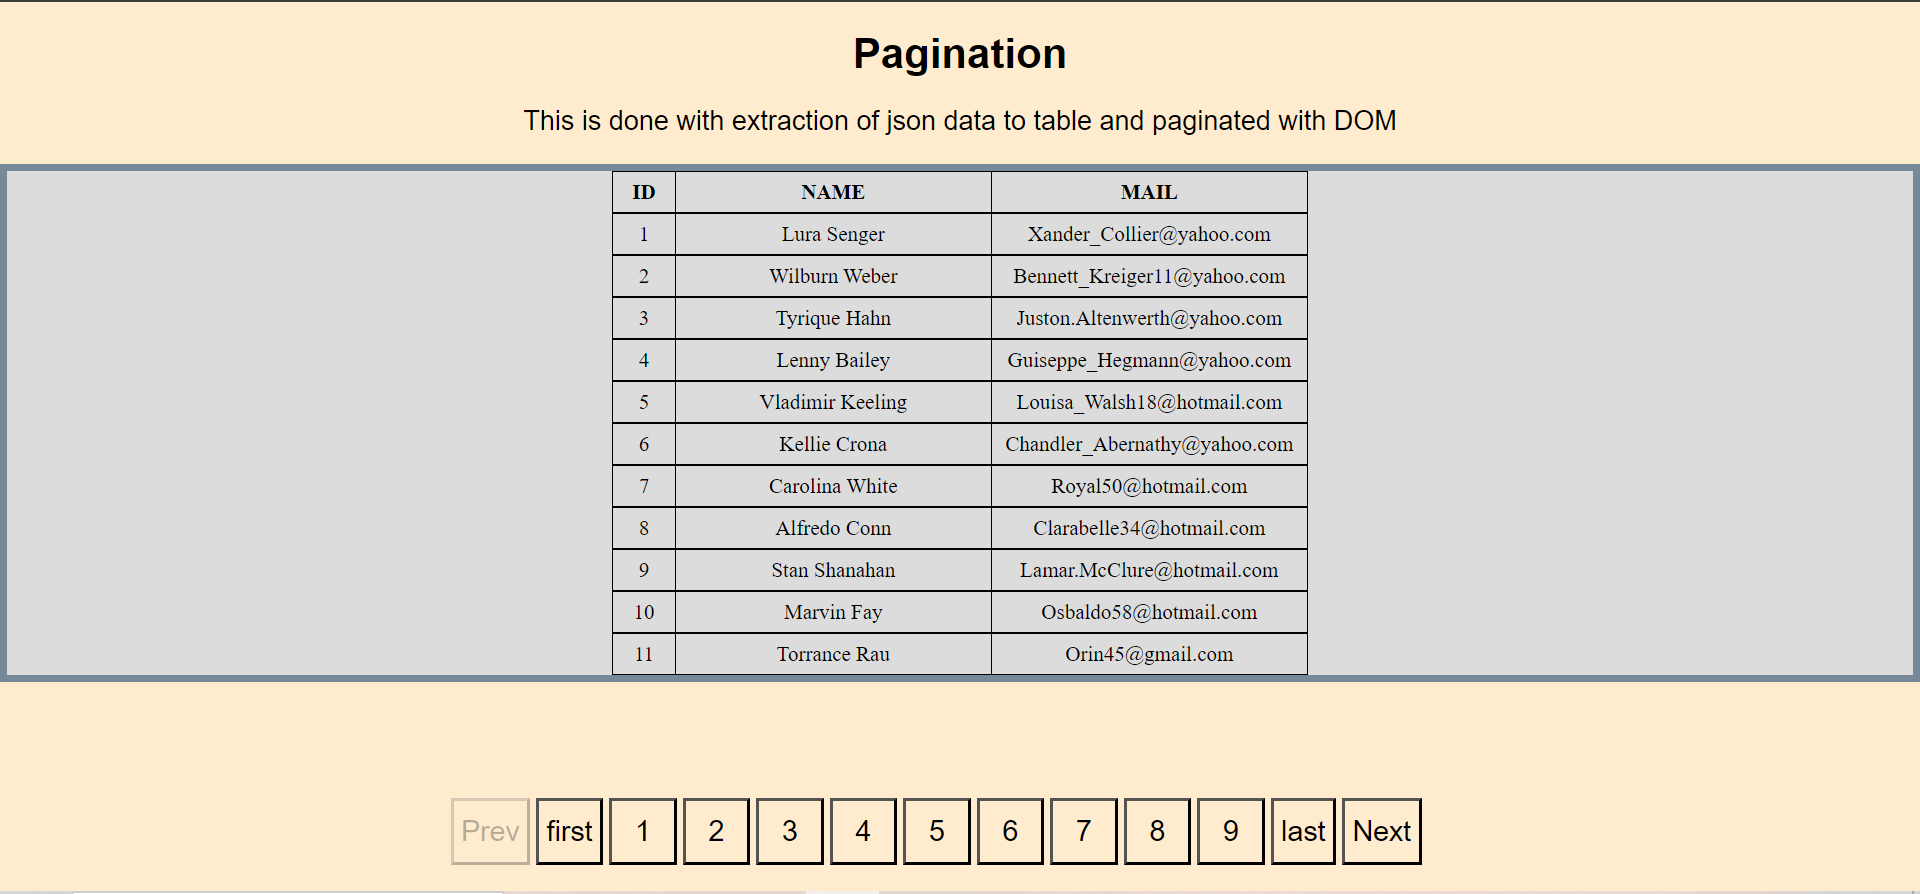 Pagination
This is done with extraction of json data to table and paginated with DOM
ID NAME MAIL
1 Lura Senger Xander_Collier@yahoo.com
2 Wilburn Weber Bennett_Kreiger11@yahoo.com
3 Tyrique Hahn Juston.Altenwerth@yahoo.com
4 Lenny Bailey Guiseppe_Hegmann@yahoo.com
5 Vladimir Keeling Louisa_Walsh18@hotmail.com
6 Kellie Crona Chandler_Abernathy@yahoo.com
7 Carolina White Royal50@hotmail.com
8 Alfredo Conn Clarabelle34@hotmail.com
9 Stan Shanahan Lamar.McClure@hotmail.com
10 Marvin Fay Osbaldo58@hotmail.com
11 Torrance Rau Orin45@gmail.com
Prev first 1 2 3 4 5 6 7 8 9 last Next